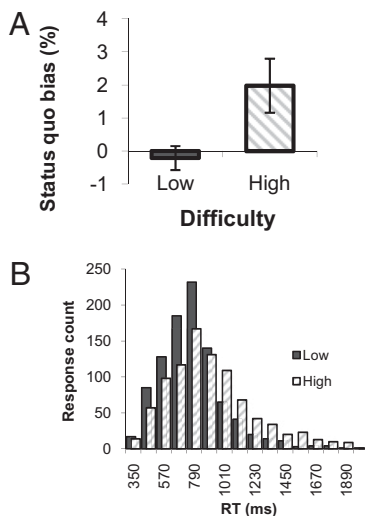 A
Status quo bias (%)
4
3
2
1
0
-1
Low
High
Difficulty
B
Response count
250
200
150
100
50
0
Low
High
350
570
790
1010
1230
1450
1670
1890
RT (ms)